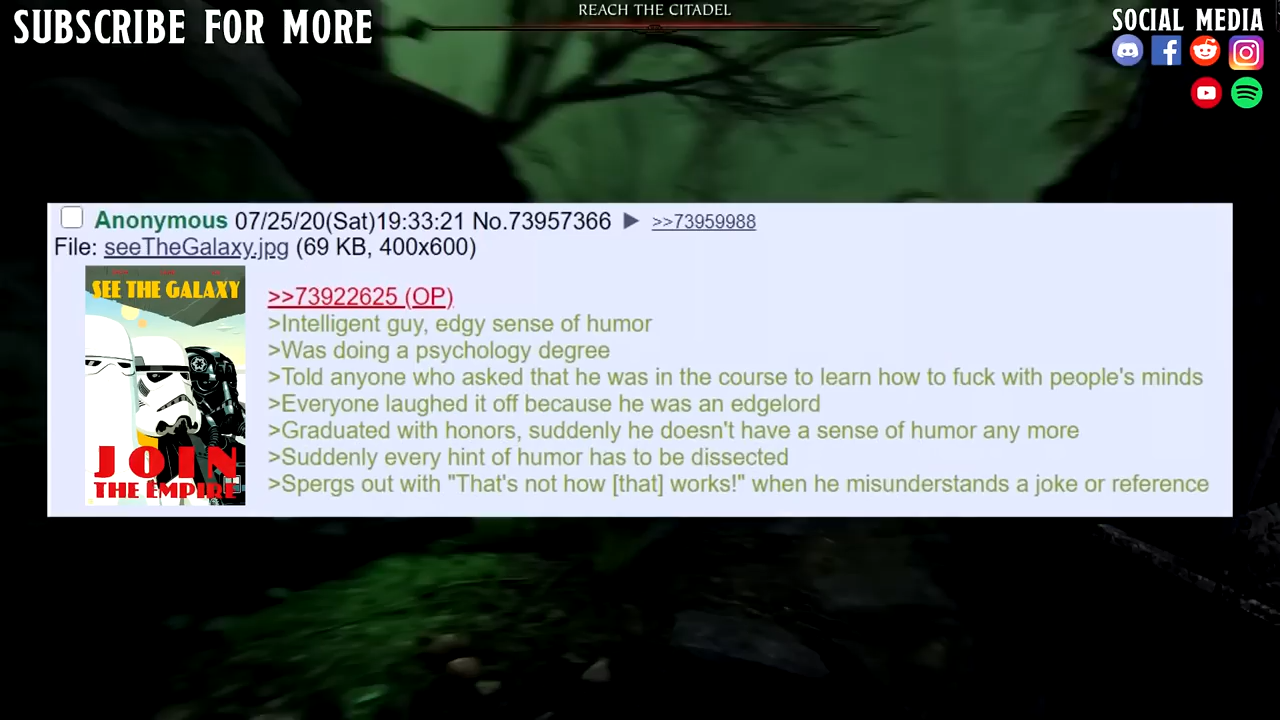 SUBSCRIBE FOR MORE
REACH THE CITADEL
SOCIAL MEDIA
Anonymous 07/25/20(Sat)19:33:21 No.73957366 ▶ >>73959988
File: seeTheGalaxy.jpg (69 KB, 400x600)
SEE THE GALAXY
JOIN
THE EMPIRE
>>73922625 (OP)
>Intelligent guy, edgy sense of humor
>Was doing a psychology degree
>Told anyone who asked that he was in the course to learn how to fuck with people's minds
>Everyone laughed it off because he was an edgelord
>Graduated with honors, suddenly he doesn't have a sense of humor any more
>Suddenly every hint of humor has to be dissected
>Spergs out with "That's not how [that] works!" when he misunderstands a joke or reference